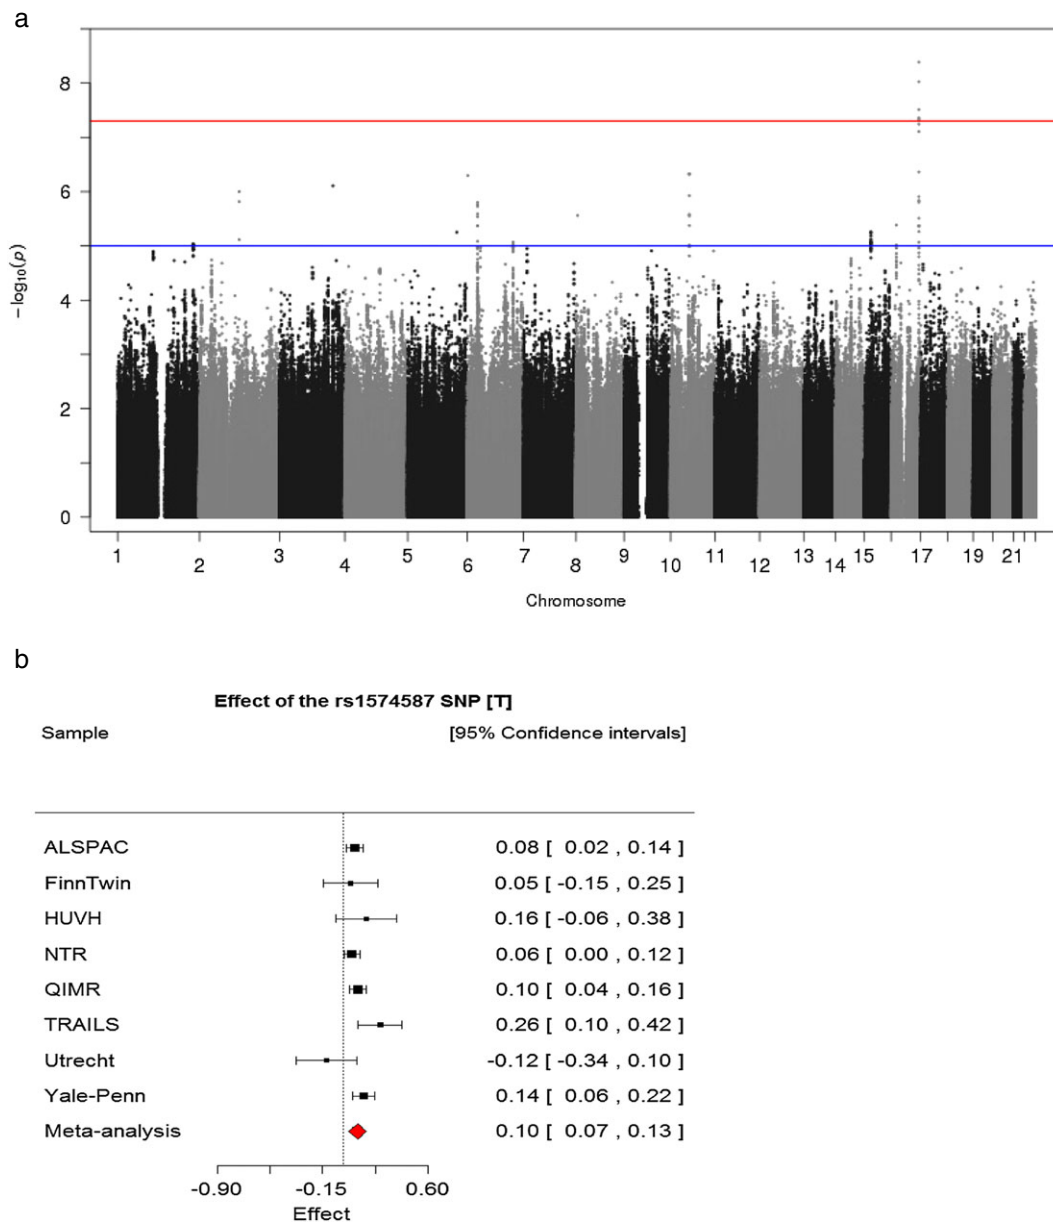 a
8
6
4
2
0
−log10(p)
1 2 3 4 5 6 7 8 9 10 11 12 13 14 15 17 19 21
Chromosome
b
Effect of the rs1574587 SNP [T]
Sample [95% Confidence intervals]
ALSPAC 0.08 [ 0.02 , 0.14 ]
FinnTwin 0.05 [ -0.15 , 0.25 ]
HUVH 0.16 [ -0.06 , 0.38 ]
NTR 0.06 [ 0.00 , 0.12 ]
QIMR 0.10 [ 0.04 , 0.16 ]
TRAILS 0.26 [ 0.10 , 0.42 ]
Utrecht -0.12 [ -0.34 , 0.10 ]
Yale-Penn 0.14 [ 0.06 , 0.22 ]
Meta-analysis 0.10 [ 0.07 , 0.13 ]
-0.90 -0.15 0.60
Effect